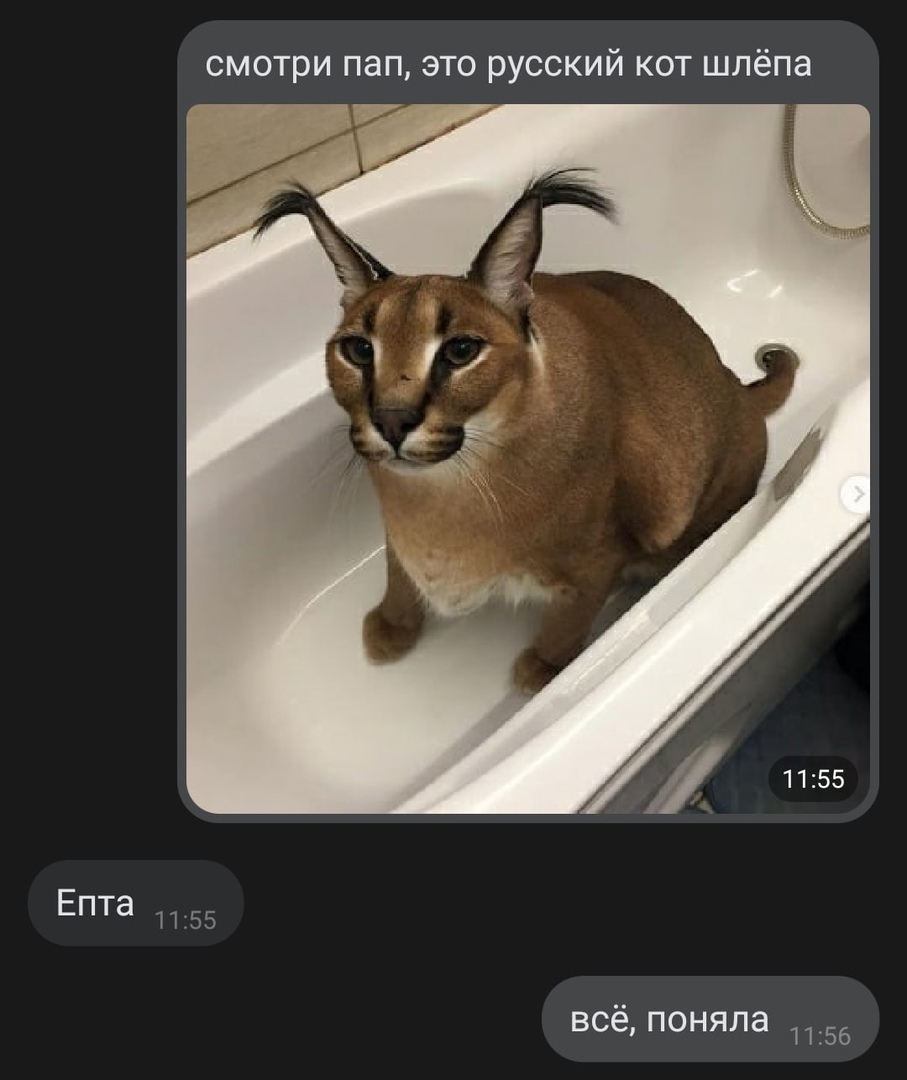 смотри пап, это русский кот шлёпа
11:55
Епта 11:55
всё, поняла 11:56